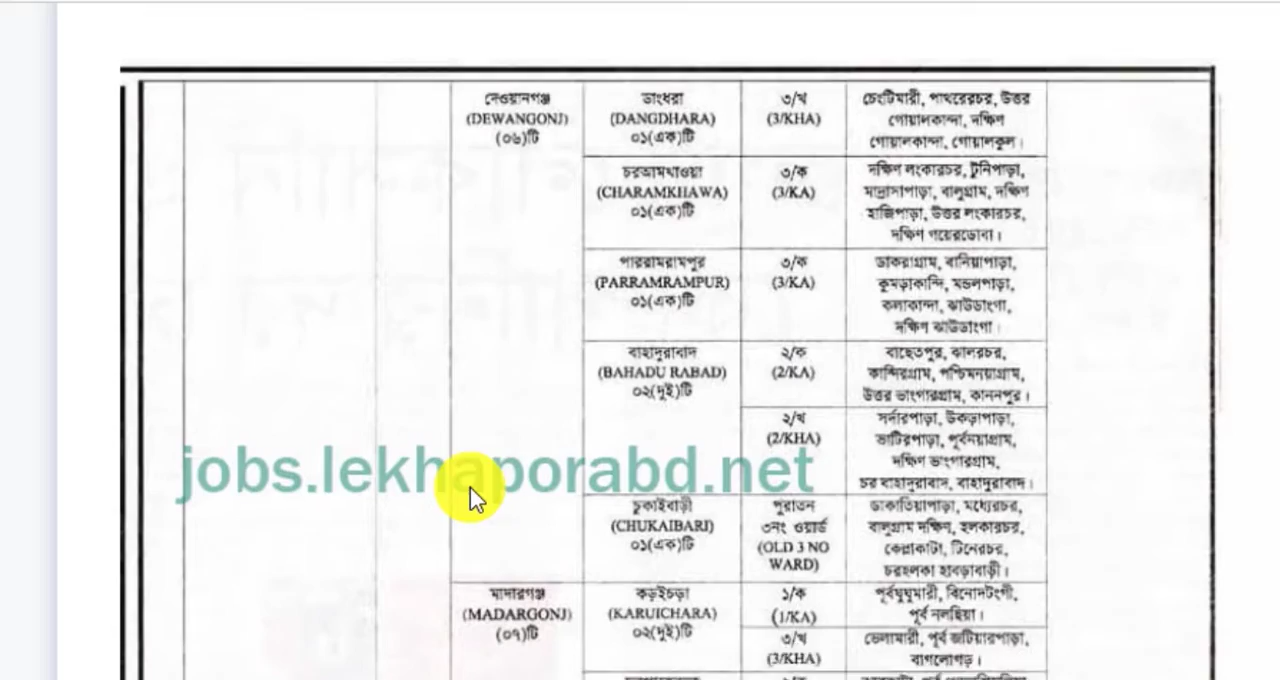 দেওয়ানগঞ্জ
(DEWANGONJ)
(০৬)টি
ডাংধরা
(DANGDHARA)
০১(এক)টি
৩/খ
(3/KHA)
চেংটিমারী, পাথরেরচর, উত্তর
গোয়ালকান্দা, দক্ষিণ
গোয়ালকান্দা, গোয়ালকুল।
চরআমখাওয়া
(CHARAMKHAWA)
০১(এক)টি
৩/ক
(3/KA)
দক্ষিণ লংকারচর, টুনিপাড়া,
মাদ্রাসাপাড়া, বালুগ্রাম, দক্ষিণ
হাজিপাড়া, উত্তর লংকারচর,
দক্ষিণ গয়েরডোবা।
পাররামরামপুর
(PARRAMRAMPUR)
০১(এক)টি
৩/ক
(3/KA)
ডাকরাগ্রাম, বানিয়াপাড়া,
কুমড়াকান্দি, মন্ডলপাড়া,
কলাকান্দা, ঝাউডাংগা,
দক্ষিণ ঝাউডাংগা।
বাহাদুরাবাদ
(BAHADU RABAD)
০২(দুই)টি
২/ক
(2/KA)
বাছেতপুর, ঝালরচর,
কান্দিরগ্রাম, পশ্চিমনয়াগ্রাম,
উত্তর ভাংগারগ্রাম, কাননপুর।
২/খ
(2/KHA)
সর্দারপাড়া, উকড়াপাড়া,
ভাটিরপাড়া, পূর্বনয়াগ্রাম,
দক্ষিণ ভাংগারগ্রাম,
চর বাহাদুরাবাদ, বাহাদুরাবাদ।
jobs.lekhaporabd.net
চুকাইবাড়ী
(CHUKAIBARI)
০১(এক)টি
পুরাতন
৩নং ওয়ার্ড
(OLD 3 NO
WARD)
ডাকাতিয়াপাড়া, মধ্যেরচর,
বালুগ্রাম দক্ষিণ, হলকারচর,
কেল্লাকাটা, টিনেরচর,
চরহলকা হাবড়াবাড়ী।
মাদারগঞ্জ
(MADARGONJ)
(০৭)টি
কড়ইচড়া
(KARUICHARA)
০২(দুই)টি
১/ক
(1/KA)
পূর্বঘুঘুমারী, বিনোদটংগী,
পূর্ব নলছিয়া।
৩/খ
(3/KHA)
ভেলামারী, পূর্ব জটিয়ারপাড়া,
বাগলোগড়।